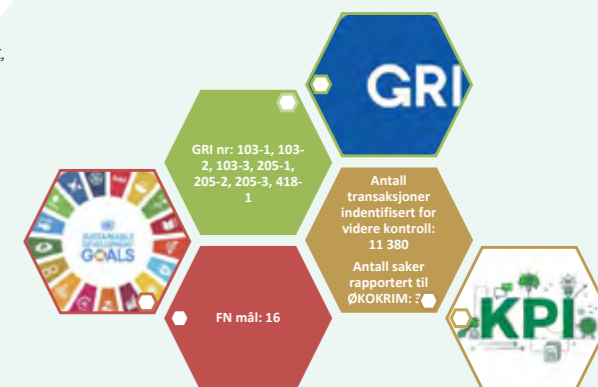 GRI
GRI nr: 103-1, 103-
2, 103-3, 205-1,
205-2, 205-3, 418-
1
Antall
transaksjoner
indentifisert for
videre kontroll:
11 380
Antall saker
rapportert til
ØKOKRIM:
SUSTAINABLE
DEVELOPMENT
GOALS
FN mål: 16
KPI